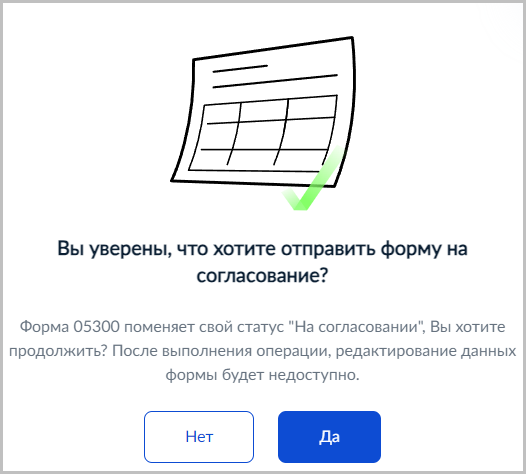 Вы уверены, что хотите отправить форму на
согласование?
Форма 05300 поменяет свой статус "На согласовании", Вы хотите
продолжить? После выполнения операции, редактирование данных
формы будет недоступно.
Нет
Да